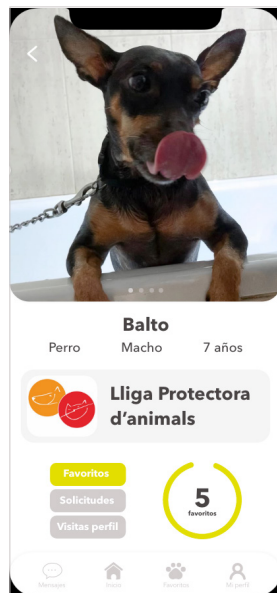 Balto
Perro Macho 7 años
Lliga Protectora
d'animals
Favoritos
Solicitudes
Visitas perfil
5
favoritos
Mensajes Inicio Favoritos Mi perfil